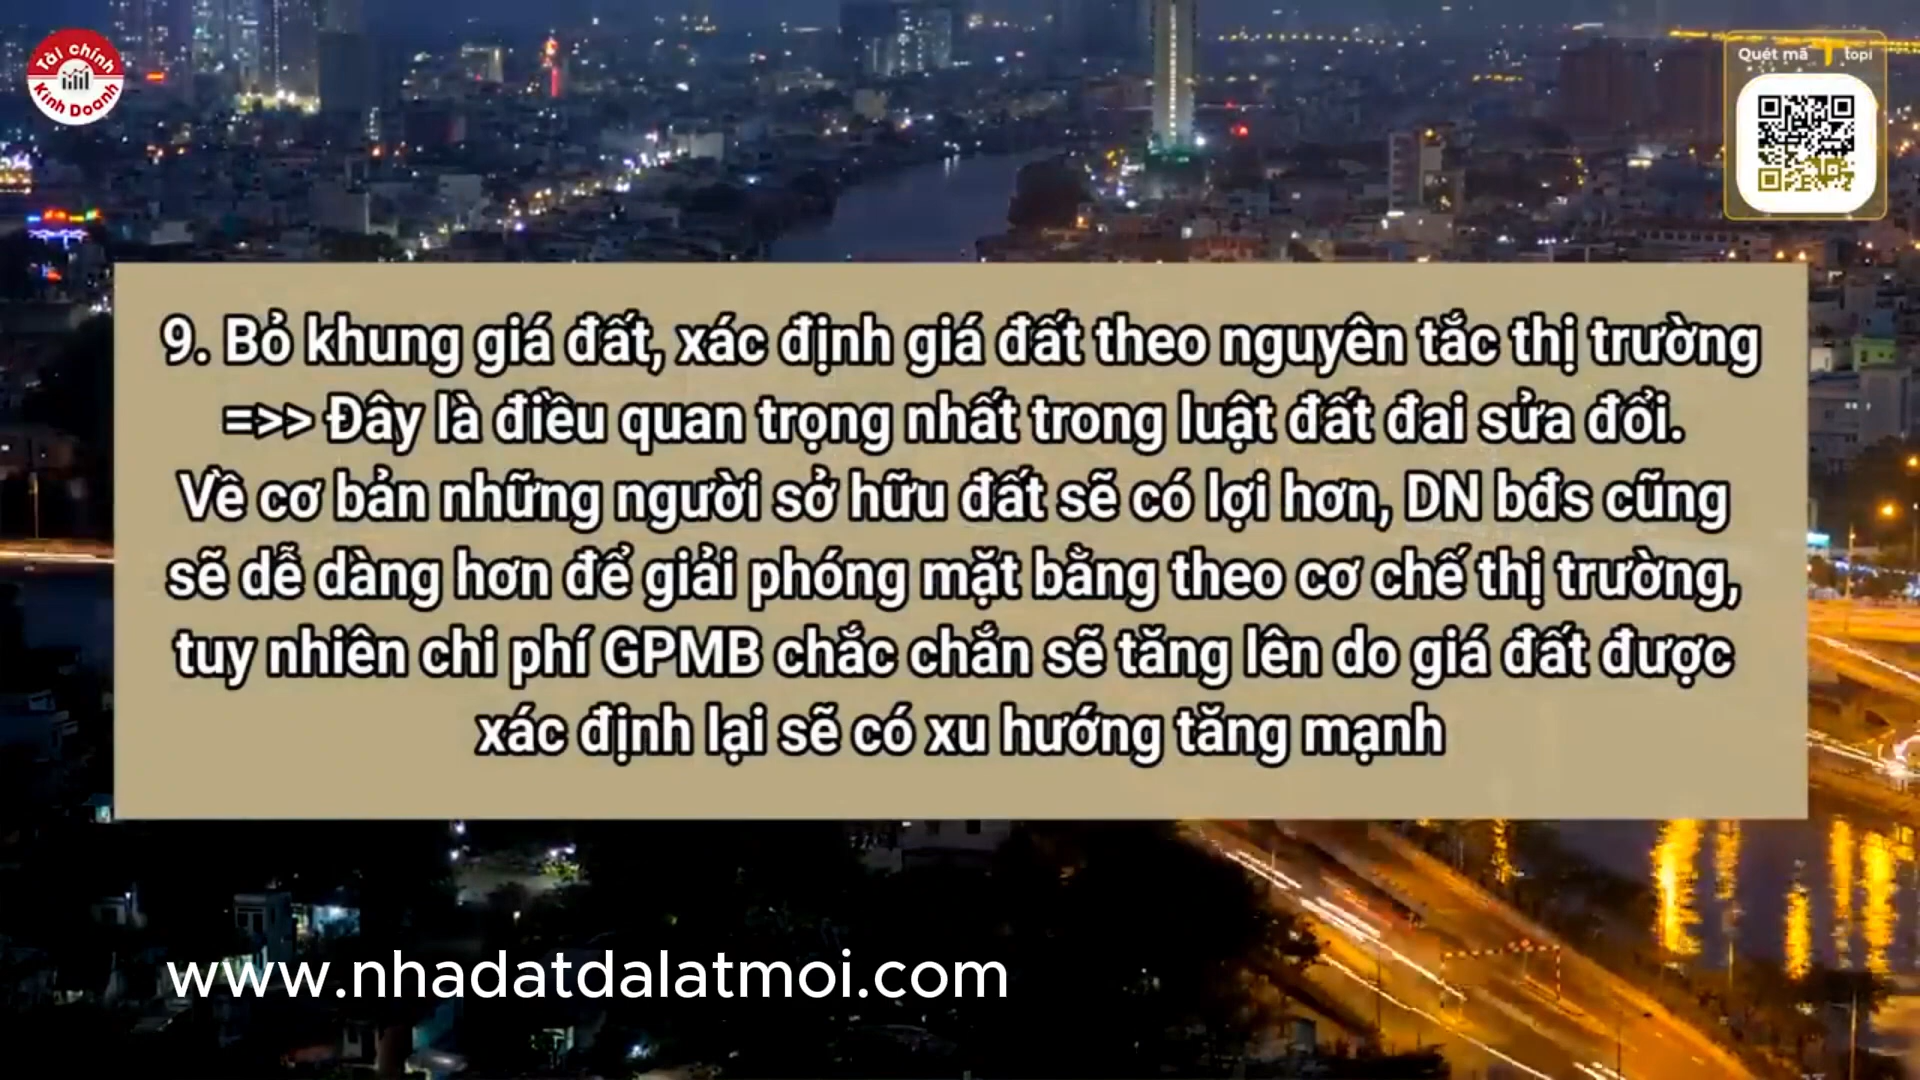 Tài chính
Kinh Doanh
Quét mã topi
9. Bỏ khung giá đất, xác định giá đất theo nguyên tắc thị trường
=>> Đây là điều quan trọng nhất trong luật đất đai sửa đổi.
Về cơ bản những người sở hữu đất sẽ có lợi hơn, DN bđs cũng
sẽ dễ dàng hơn để giải phóng mặt bằng theo cơ chế thị trường,
tuy nhiên chi phí GPMB chắc chắn sẽ tăng lên do giá đất được
xác định lại sẽ có xu hướng tăng mạnh
www.nhadatdalatmoi.com